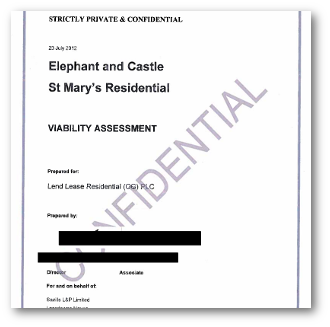 STRICTLY PRIVATE & CONFIDENTIAL
23 July 2012
Elephant and Castle
St Mary's Residential
VIABILITY ASSESSMENT
CONFIDENTIAL
Prepared for:
Lend Lease Residential (CG) PLC
Prepared by:
Director Associate
For and on behalf of:
Savills L&P Limited